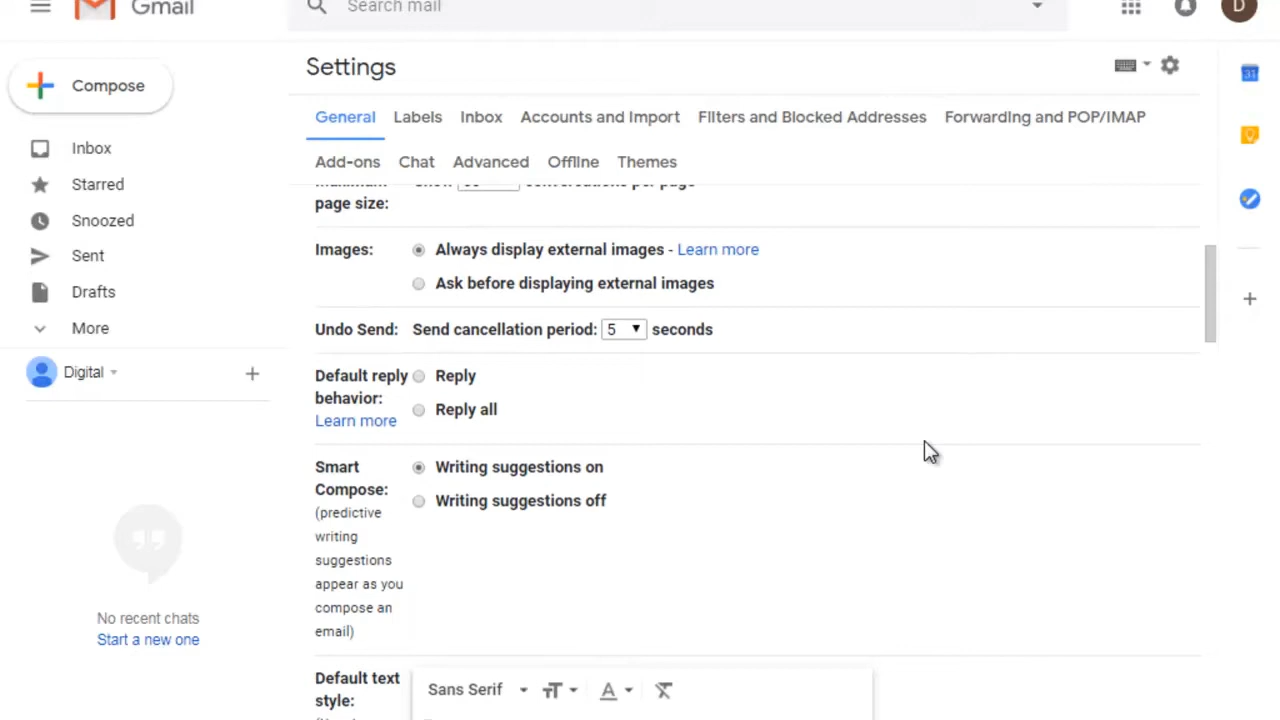 Gmail
Search mail
D
Compose
Settings
31
General Labels Inbox Accounts and Import Filters and Blocked Addresses Forwarding and POP/IMAP
Add-ons Chat Advanced Offline Themes
Inbox
Starred
Snoozed
Sent
Drafts
More
Digital
No recent chats
Start a new one
page size:
conversations per page
Images:
Always display external images - Learn more
Ask before displaying external images
Undo Send: Send cancellation period: 5 seconds
Default reply behavior:
Learn more
Reply
Reply all
Smart
Compose:
(predictive
writing
suggestions
appear as you
compose an
email)
Writing suggestions on
Writing suggestions off
Default text
style:
Sans Serif